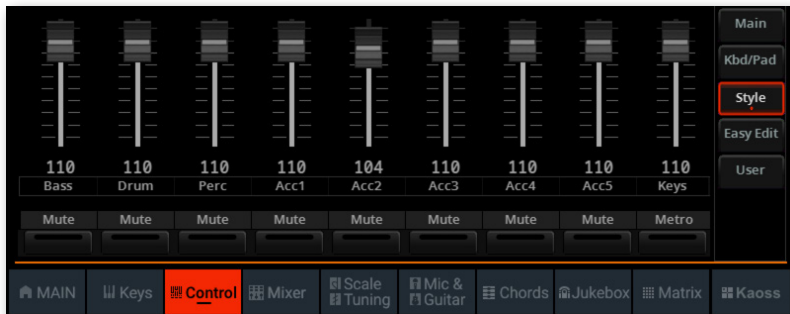 Main
Kbd/Pad
Style
Easy Edit
User
110 110 110 110 104 110 110 110 110
Bass Drum Perc Acc1 Acc2 Acc3 Acc4 Acc5 Keys
Mute Mute Mute Mute Mute Mute Mute Mute Metro
MAIN Keys Control Mixer Scale Tuning Mic & Guitar Chords Jukebox Matrix Kaoss